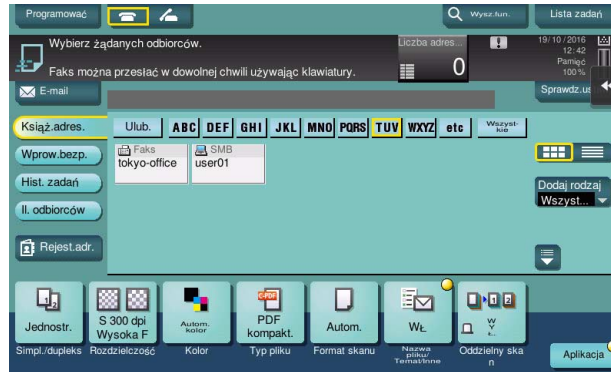 Programować
Wysz.fun.
Lista zadań
Wybierz żądanych odbiorców.
Faks można przesłać w dowolnej chwili używając klawiatury.
Liczba adres...
0
19/10/2016
12:42
Pamięć
100%
E-mail
Sprawdz.us
Książ.adres.
Ulub.
ABC
DEF
GHI
JKL
MNO
PQRS
TUV
WXYZ
etc
Wszyst-
kie
Wprow.bezp.
Hist. zadań
Il. odbiorców
Rejest.adr.
Faks
tokyo-office
SMB
user01
Dodaj rodzaj
Wszyst...
Jednostr.
S 300 dpi
Wysoka F
Autom.
kolor
PDF
kompakt.
Autom.
WŁ
W
Y
Ł.
Simpl./dupleks
Rozdzielczość
Kolor
Typ pliku
Format skanu
Nazwa
pliku/
Temat/Inne
Oddzielny ska
n
Aplikacja